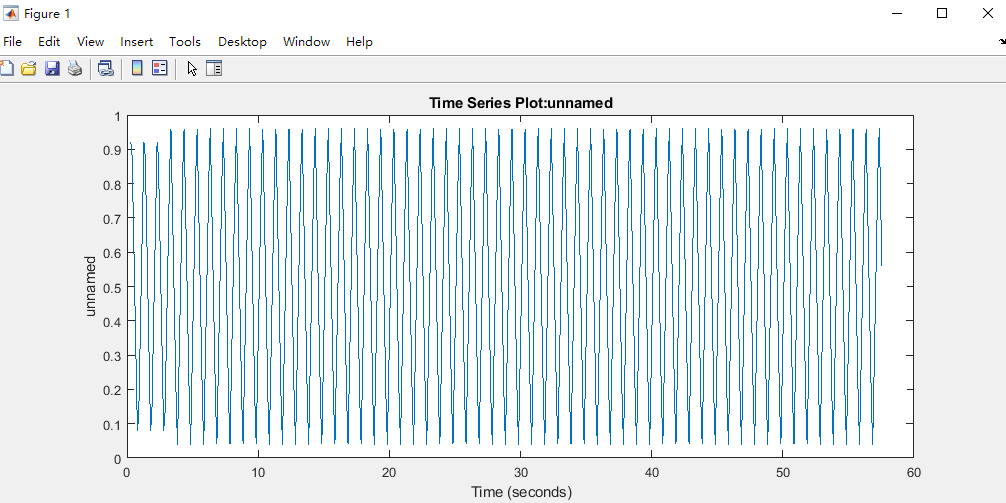 Figure 1
File Edit View Insert Tools Desktop Window Help
Time Series Plot:unnamed
1
0.9
0.8
0.7
0.6
0.5
0.4
0.3
0.2
0.1
0
unnamed
0 10 20 30 40 50 60
Time (seconds)